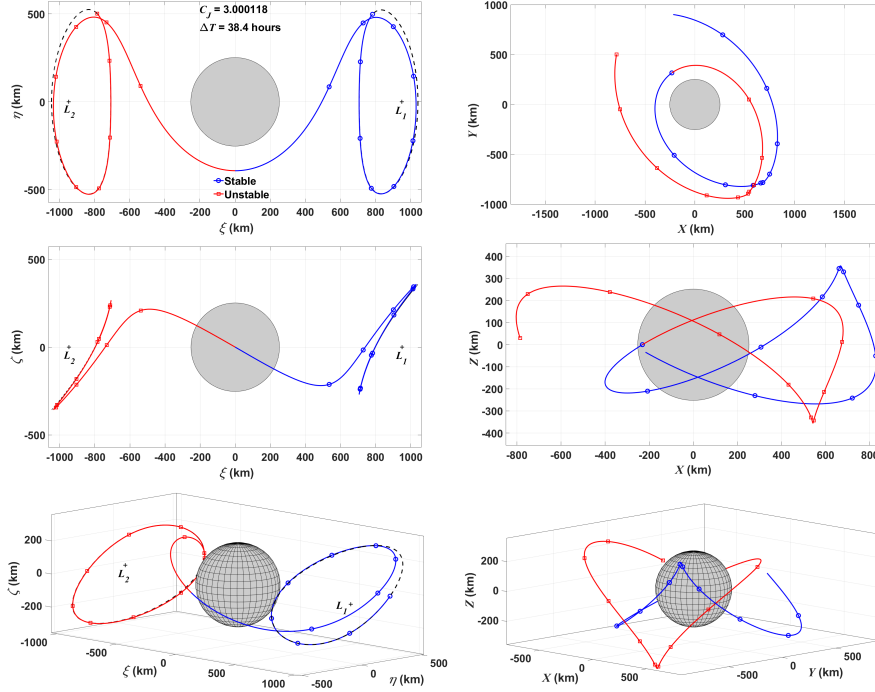 C_J = 3.000118
ΔT = 38.4 hours
500
0
-500
η (km)
L_2
L_1
Stable
Unstable
-1000 -800 -600 -400 -200 0 200 400 600 800 1000
ξ (km)
1000
500
0
-500
-1000
Y (km)
-1500 -1000 -500 0 500 1000 1500
X (km)
500
0
-500
ζ (km)
L_2
L_1
-1000 -800 -600 -400 -200 0 200 400 600 800 1000
ξ (km)
400
300
200
100
0
-100
-200
-300
-400
Z (km)
-800 -600 -400 -200 0 200 400 600 800
X (km)
200
0
-200
ζ (km)
L_2
L_1
-1000
-500
0
500
1000
ξ (km)
-500
0
500
η (km)
200
0
-200
Z (km)
-500
0
500
X (km)
-500
0
500
Y (km)